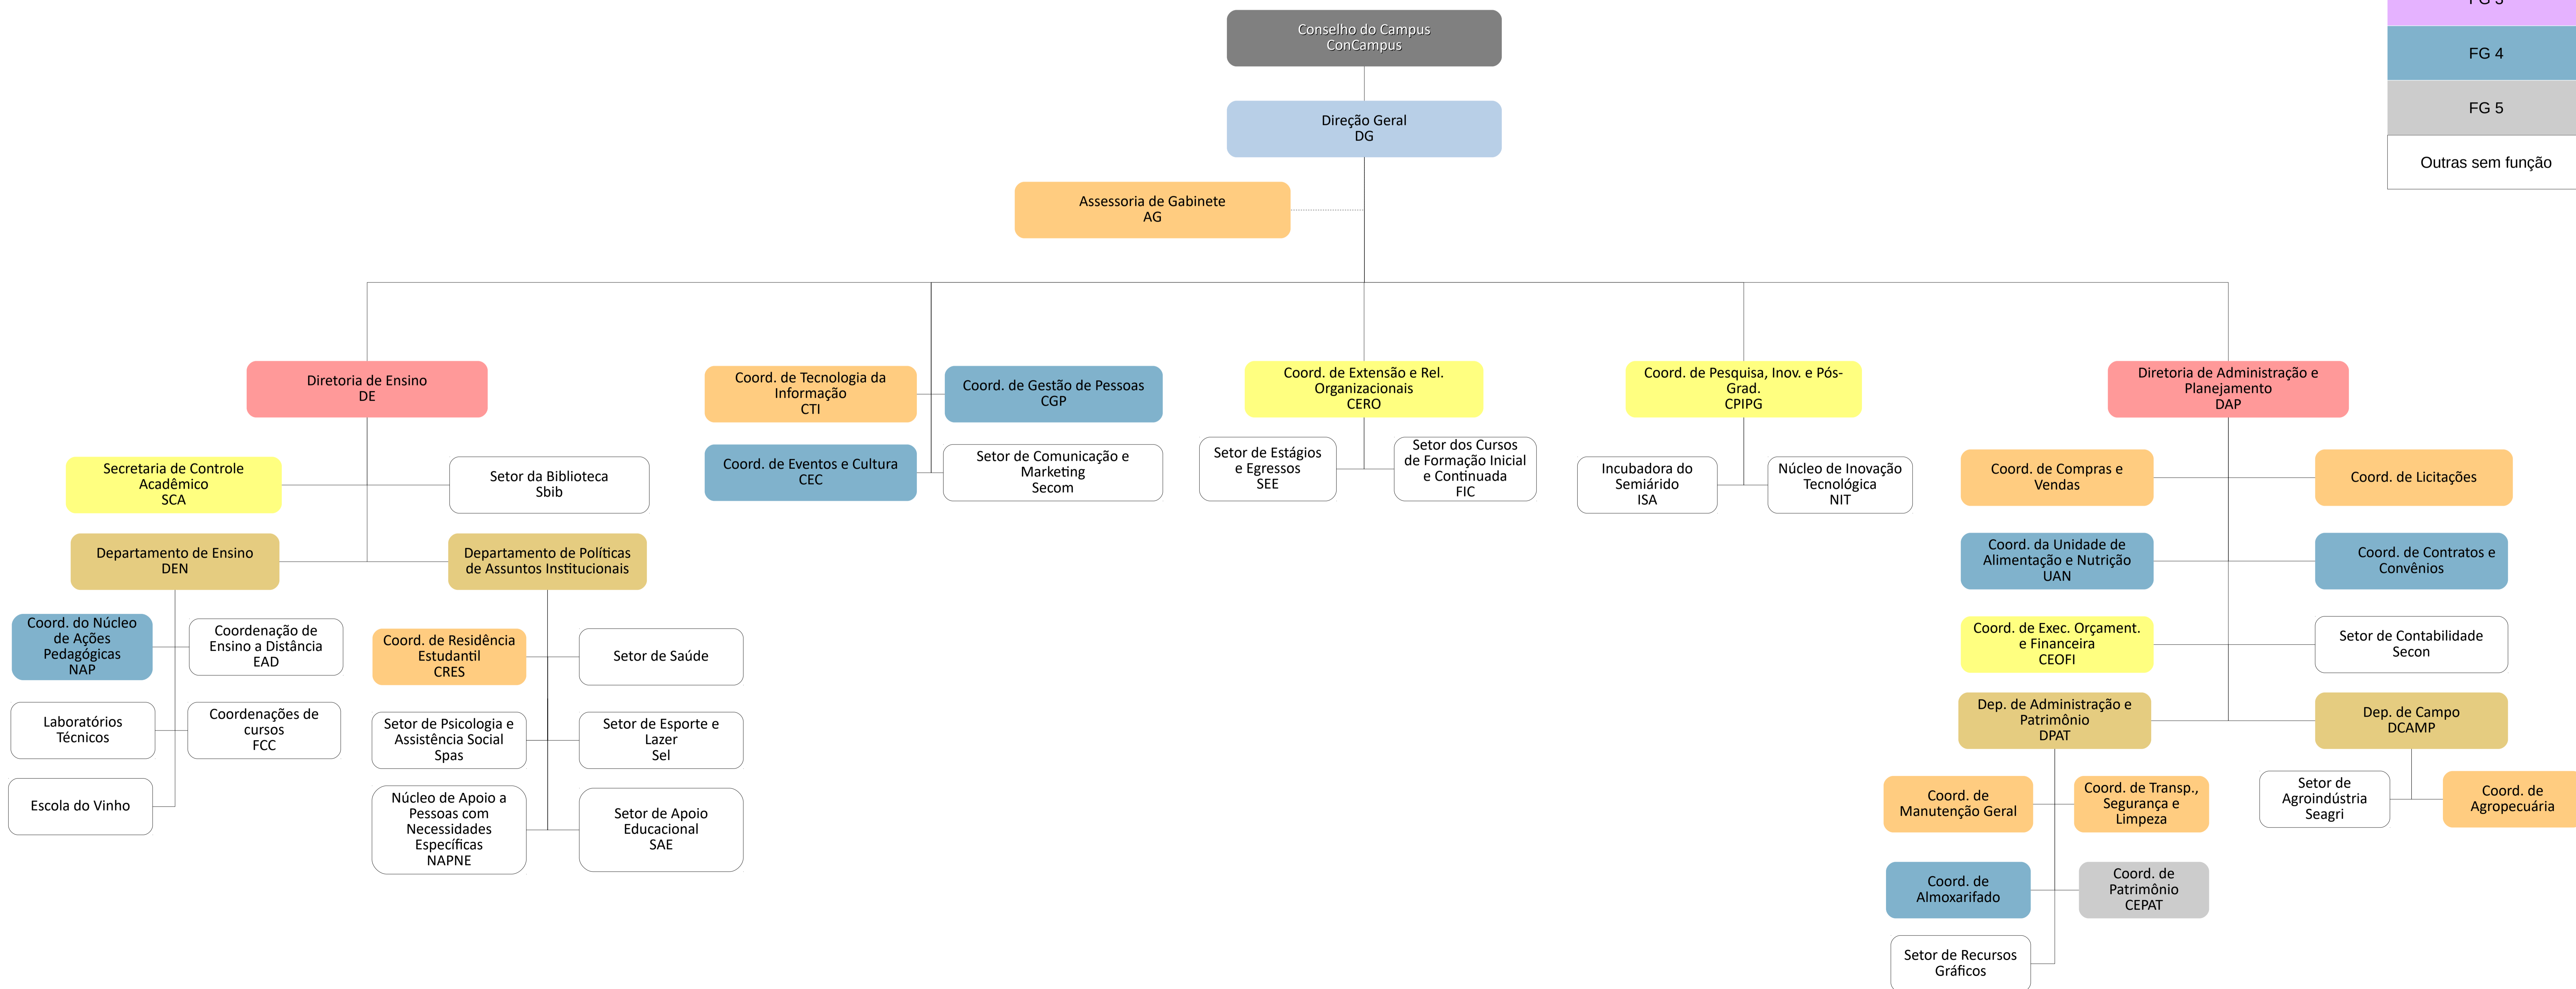 FG 3
FG 4
FG 5
Outras sem função
Conselho do Campus
ConCampus
Direção Geral
DG
Assessoria de Gabinete
AG
Diretoria de Ensino
DE
Coord. de Tecnologia da
Informação
CTI
Coord. de Gestão de Pessoas
CGP
Coord. de Extensão e Rel.
Organizacionais
CERO
Coord. de Pesquisa, Inov. e Pós-
Grad.
CPIPG
Diretoria de Administração e
Planejamento
DAP
Secretaria de Controle
Acadêmico
SCA
Setor da Biblioteca
Sbib
Coord. de Eventos e Cultura
CEC
Setor de Comunicação e
Marketing
Secom
Setor de Estágios
e Egressos
SEE
Setor dos Cursos
de Formação Inicial
e Continuada
FIC
Incubadora do
Semiárido
ISA
Núcleo de Inovação
Tecnológica
NIT
Coord. de Compras e
Vendas
Coord. de Licitações
Departamento de Ensino
DEN
Departamento de Políticas
de Assuntos Institucionais
Coord. da Unidade de
Alimentação e Nutrição
UAN
Coord. de Contratos e
Convênios
Coord. do Núcleo
de Ações
Pedagógicas
NAP
Coordenação de
Ensino a Distância
EAD
Coord. de Residência
Estudantil
CRES
Setor de Saúde
Coord. de Exec. Orçament.
e Financeira
CEOFI
Setor de Contabilidade
Secon
Laboratórios
Técnicos
Coordenações de
cursos
FCC
Setor de Psicologia e
Assistência Social
Spas
Setor de Esporte e
Lazer
Sel
Dep. de Administração e
Patrimônio
DPAT
Dep. de Campo
DCAMP
Escola do Vinho
Núcleo de Apoio a
Pessoas com
Necessidades
Específicas
NAPNE
Setor de Apoio
Educacional
SAE
Coord. de
Manutenção Geral
Coord. de Transp.,
Segurança e
Limpeza
Setor de
Agroindústria
Seagri
Coord. de
Agropecuária
Coord. de
Almoxarifado
Coord. de
Patrimônio
CEPAT
Setor de Recursos
Gráficos